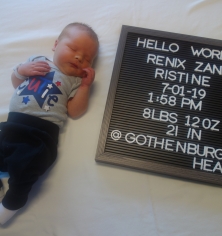 HELLO WOR
RENIX ZAN
RISTINE
7-01-19
1:58 PM
8LBS 12OZ
21 IN
@GOTHENBURG
HEA